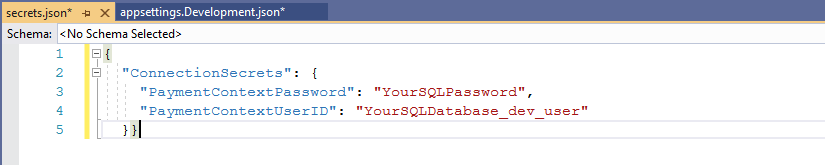 secrets.json* appsettings.Development.json*
Schema: <No Schema Selected>
1 {
2 "ConnectionSecrets": {
3 "PaymentContextPassword": "YourSQLPassword",
4 "PaymentContextUserID": "YourSQLDatabase_dev_user"
5 }}